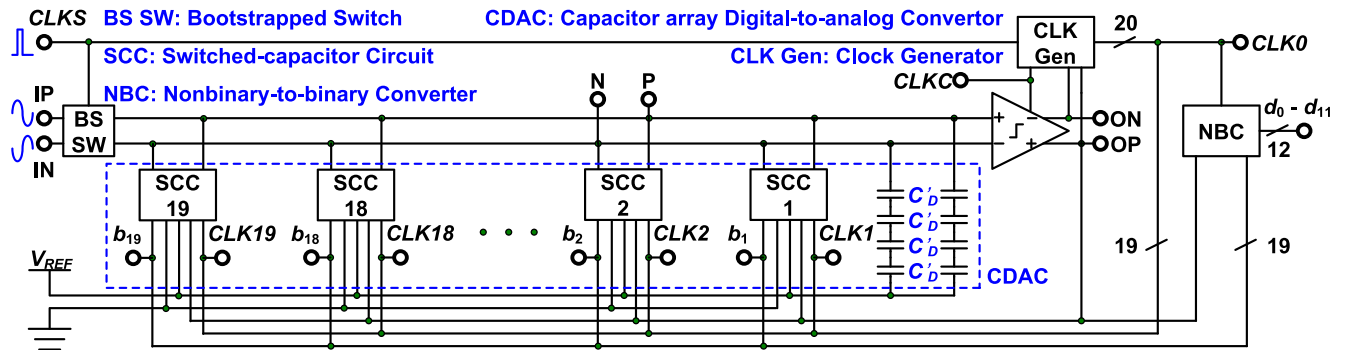 CLKS BS SW: Bootstrapped Switch CDAC: Capacitor array Digital-to-analog Convertor CLK Gen 20
SCC: Switched-capacitor Circuit CLK Gen: Clock Generator CLK0
IP NBC: Nonbinary-to-binary Converter N P CLKC
BS SW + − − + ON NBC d0 - d11
IN OP 12
SCC 19 SCC 18 SCC 2 SCC 1 C'D
C'D
b19 CLK19 b18 CLK18 • • • b2 CLK2 b1 CLK1 C'D 19 19
VREF C'D CDAC